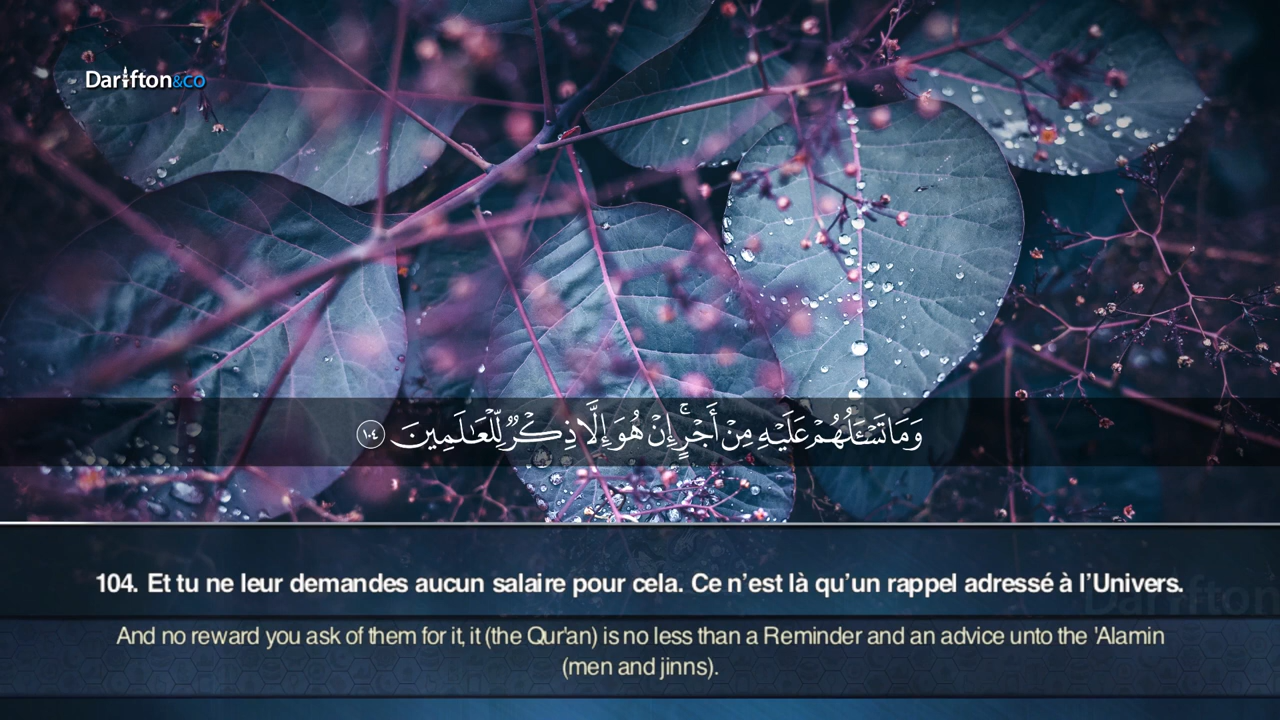 Darifton&co
وَمَا تَسْـَٔلُهُمْ عَلَيْهِ مِنْ أَجْرٍ ۚ إِنْ هُوَ إِلَّا ذِكْرٌ لِّلْعَـٰلَمِينَ ١٠٤
104. Et tu ne leur demandes aucun salaire pour cela. Ce n’est là qu’un rappel adressé à l’Univers.
Darifton
And no reward you ask of them for it, it (the Qur'an) is no less than a Reminder and an advice unto the 'Alamin
(men and jinns).